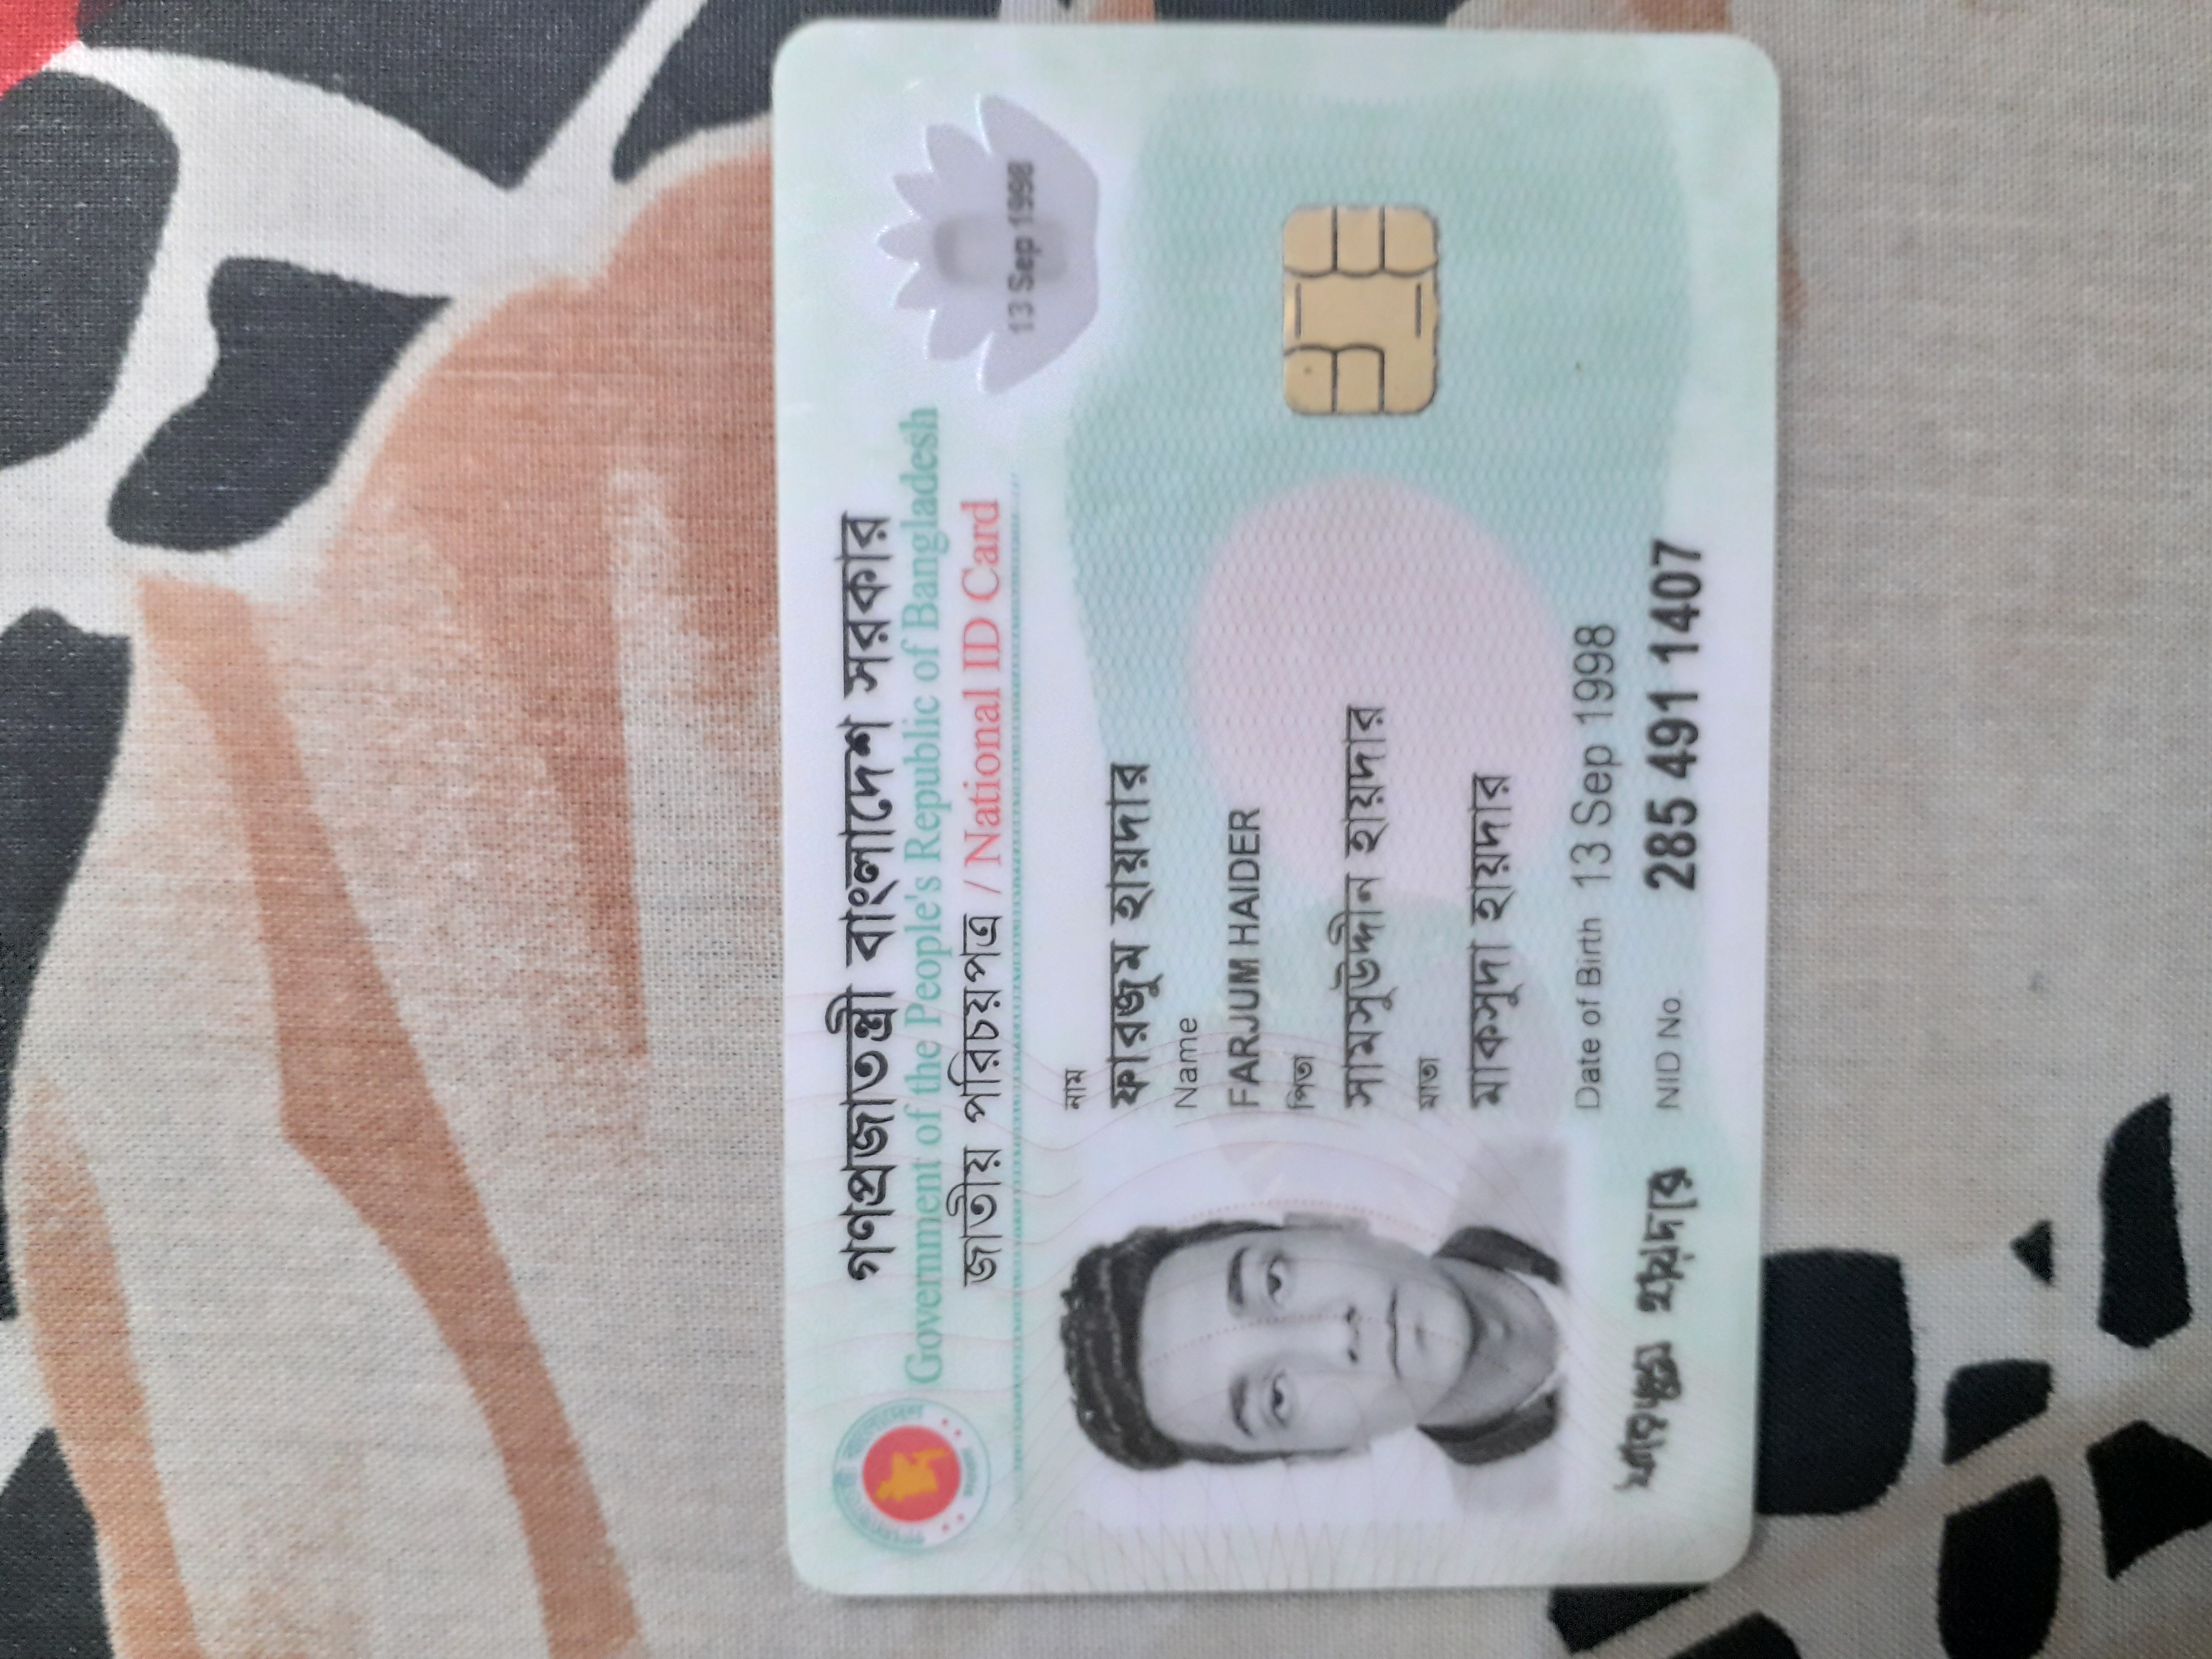 গণপ্রজাতন্ত্রী বাংলাদেশ সরকার
Government of the People's Republic of Bangladesh
জাতীয় পরিচয়পত্র / National ID Card
13 Sep 1998
নাম
ফারজুম হায়দার
Name
FARJUM HAIDER
পিতা
সামসুউদ্দীন হায়দার
মাতা
মাকসুদা হায়দার
Date of Birth 13 Sep 1998
ফারজুম হায়দার
NID No. 285 491 1407